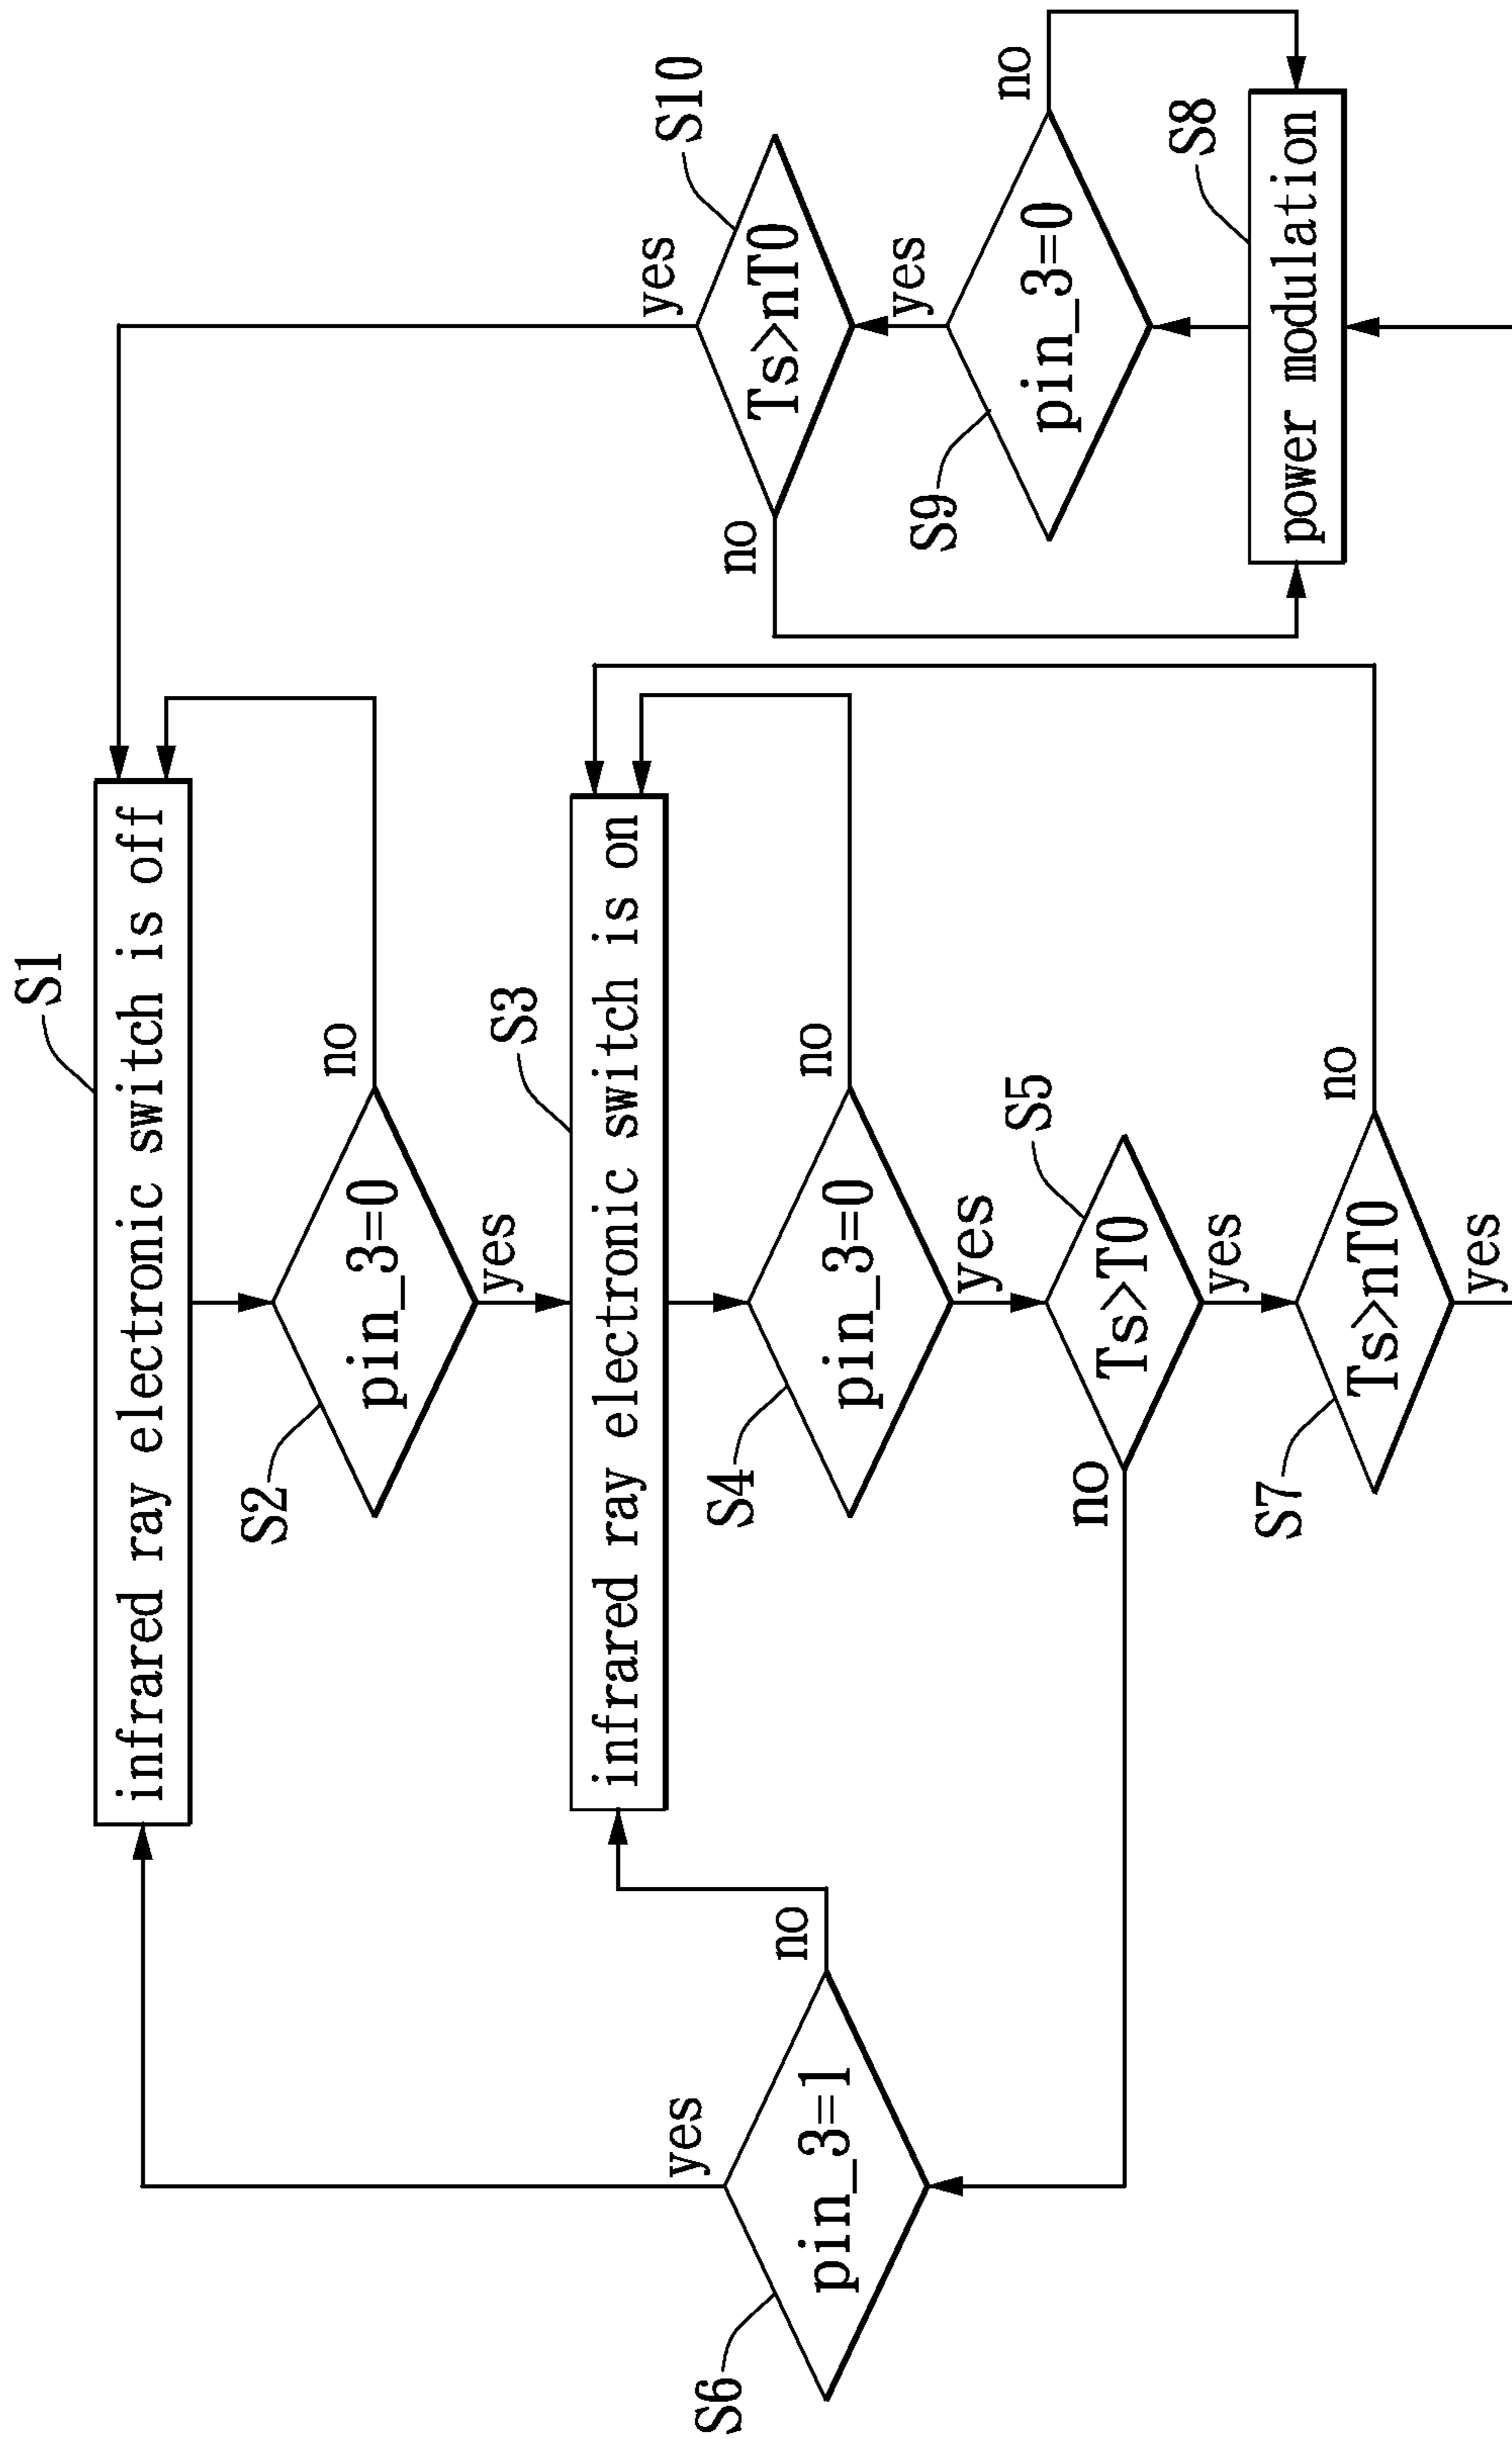 S1
infrared ray electronic switch is off
S2
pin_3=0
no
yes
S3
infrared ray electronic switch is on
S4
pin_3=0
no
yes
S5
Ts>T0
no
yes
S6
pin_3=1
yes
no
S7
Ts>nT0
no
yes
S8
power modulation
S9
pin_3=0
no
yes
S10
Ts>nT0
no
yes